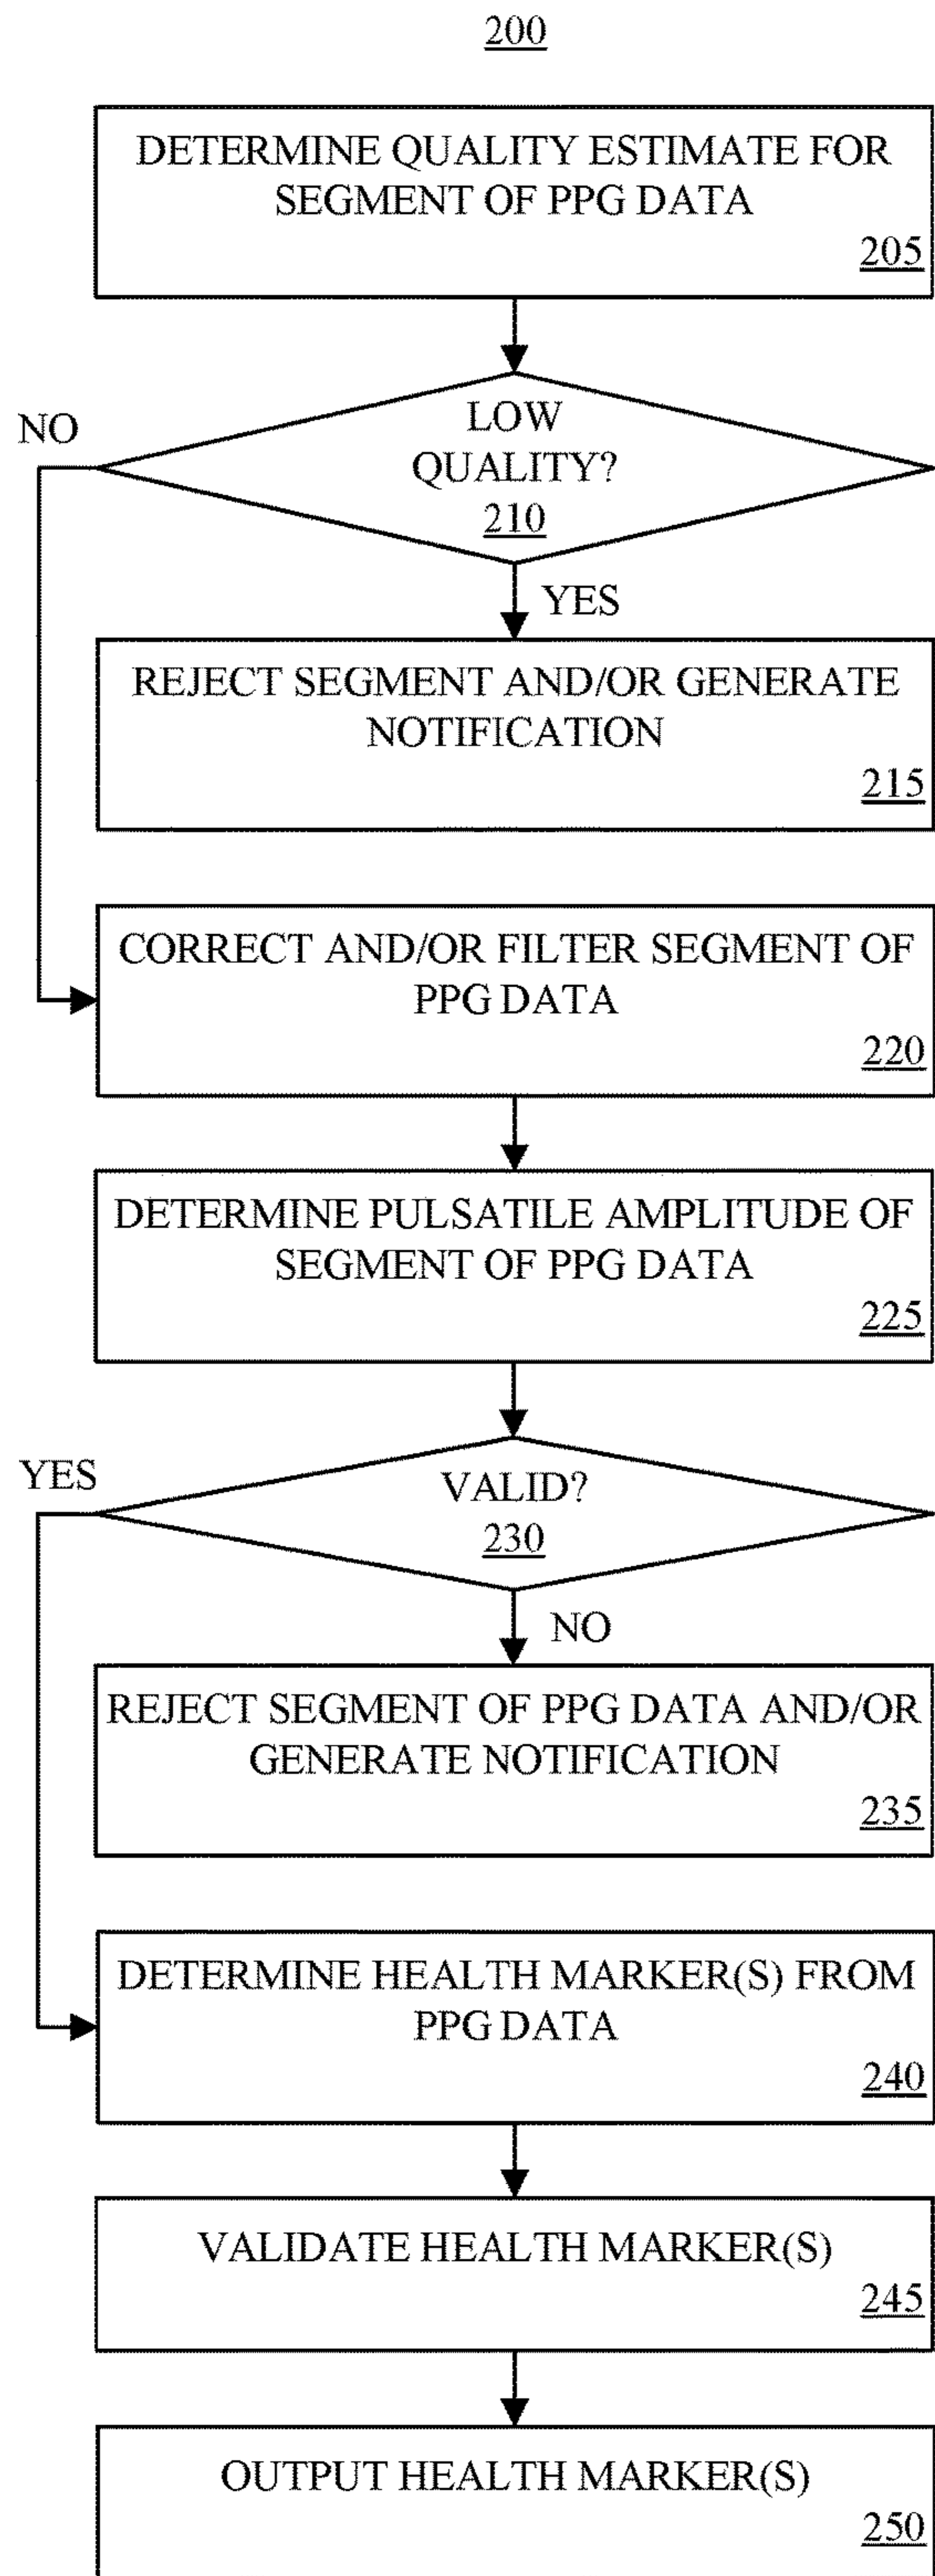 200
DETERMINE QUALITY ESTIMATE FOR
SEGMENT OF PPG DATA
205
NO
LOW
QUALITY?
210
YES
REJECT SEGMENT AND/OR GENERATE
NOTIFICATION
215
CORRECT AND/OR FILTER SEGMENT OF
PPG DATA
220
DETERMINE PULSATILE AMPLITUDE OF
SEGMENT OF PPG DATA
225
YES
VALID?
230
NO
REJECT SEGMENT OF PPG DATA AND/OR
GENERATE NOTIFICATION
235
DETERMINE HEALTH MARKER(S) FROM
PPG DATA
240
VALIDATE HEALTH MARKER(S)
245
OUTPUT HEALTH MARKER(S)
250